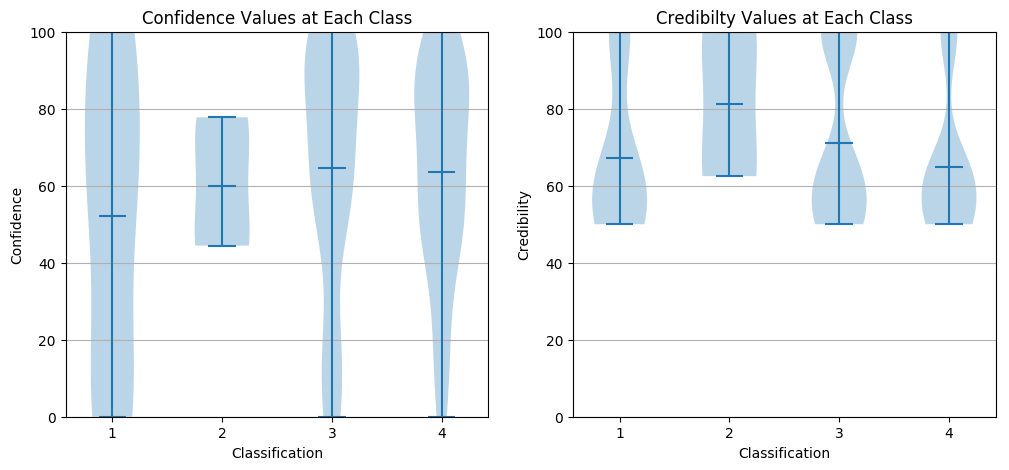 Confidence Values at Each Class
100
80
60
40
20
0
Confidence
1 2 3 4
Classification
Credibilty Values at Each Class
100
80
60
40
20
0
Credibility
1 2 3 4
Classification